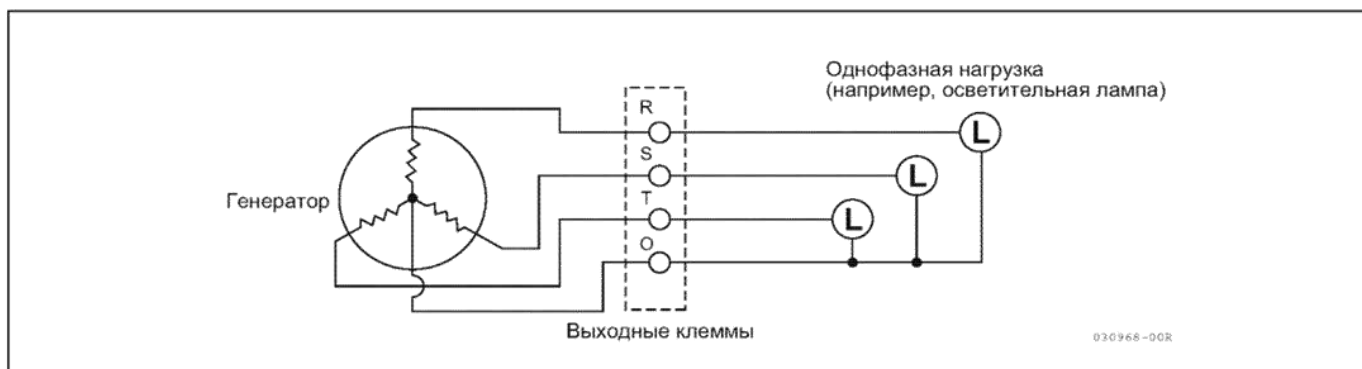 Однофазная нагрузка
(например, осветительная лампа)
R
L
S
L
T
L
Генератор
O
Выходные клеммы
030968-00R